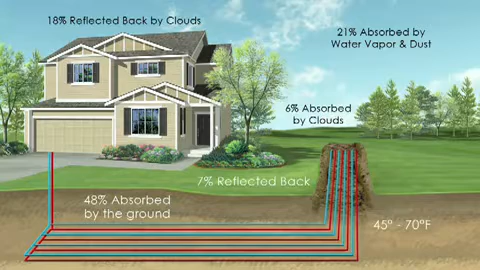 18% Reflected Back by Clouds
21% Absorbed by
Water Vapor & Dust
6% Absorbed
by Clouds
7% Reflected Back
48% Absorbed
by the ground
45° - 70°F